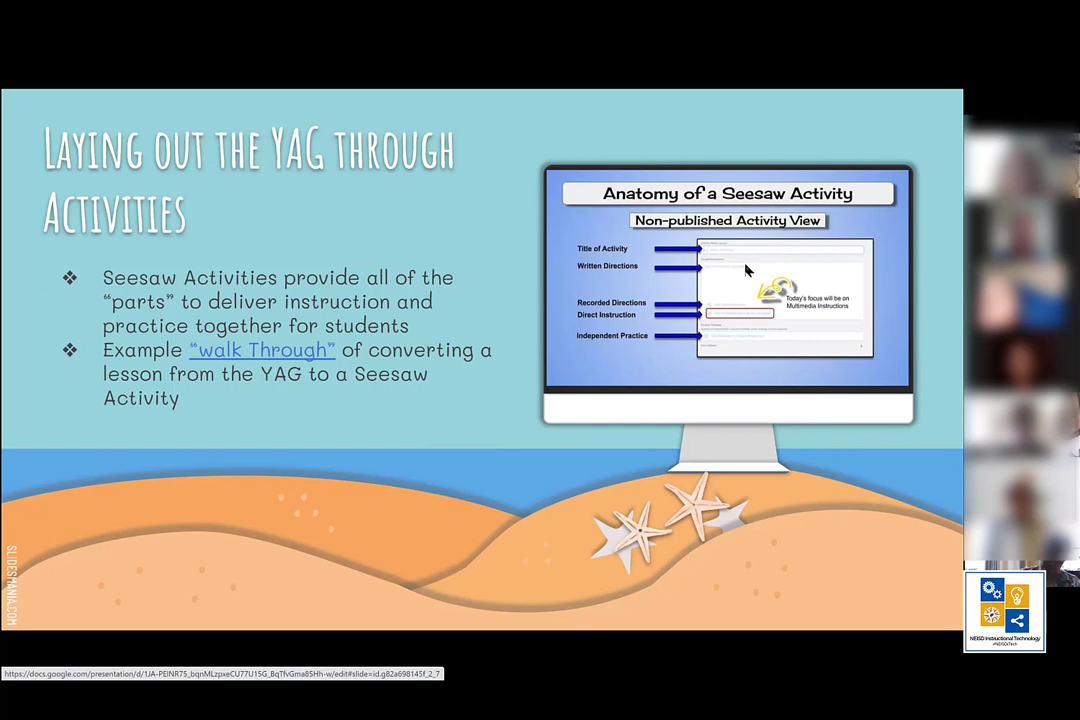 LAYING OUT THE YAG THROUGH
ACTIVITIES
❖ Seesaw Activities provide all of the
“parts” to deliver instruction and
practice together for students
❖ Example “walk Through” of converting a
lesson from the YAG to a Seesaw
Activity
Anatomy of a Seesaw Activity
Non-published Activity View
Title of Activity
Written Directions
Recorded Directions
Direct Instruction
Independent Practice
Today's focus will be on
Multimedia Instructions
SLIDESMANIA.COM
NEISD Instructional Technology
#NEISDiTech